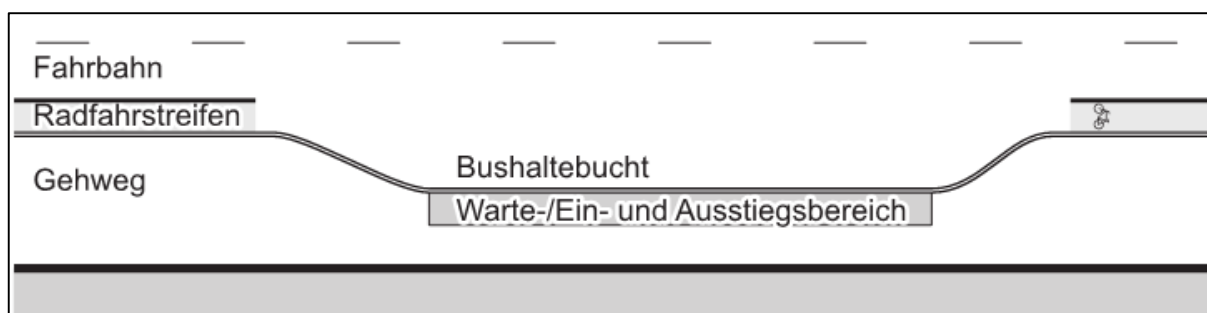 Fahrbahn
Radfahrstreifen
Gehweg
Bushaltebucht
Warte-/Ein- und Ausstiegsbereich